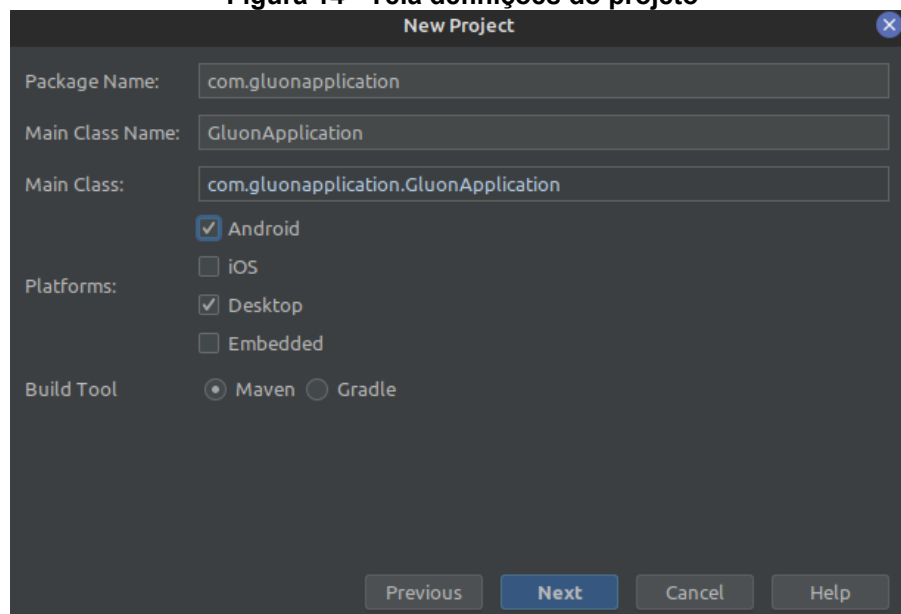 Figura 14 - Tela definições do projeto
New Project
Package Name: com.gluonapplication
Main Class Name: GluonApplication
Main Class: com.gluonapplication.GluonApplication
Android
iOS
Platforms:
Desktop
Embedded
Build Tool Maven Gradle
Previous Next Cancel Help